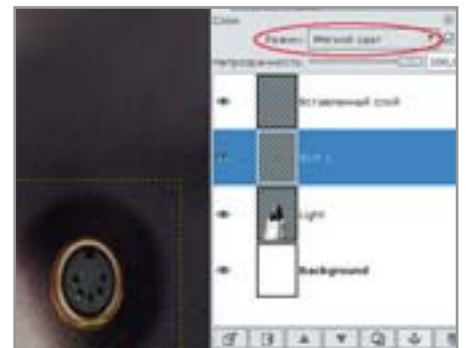 Слои
Режим: Мягкий свет
Непрозрачность:
Вставленный слой
Light
Background